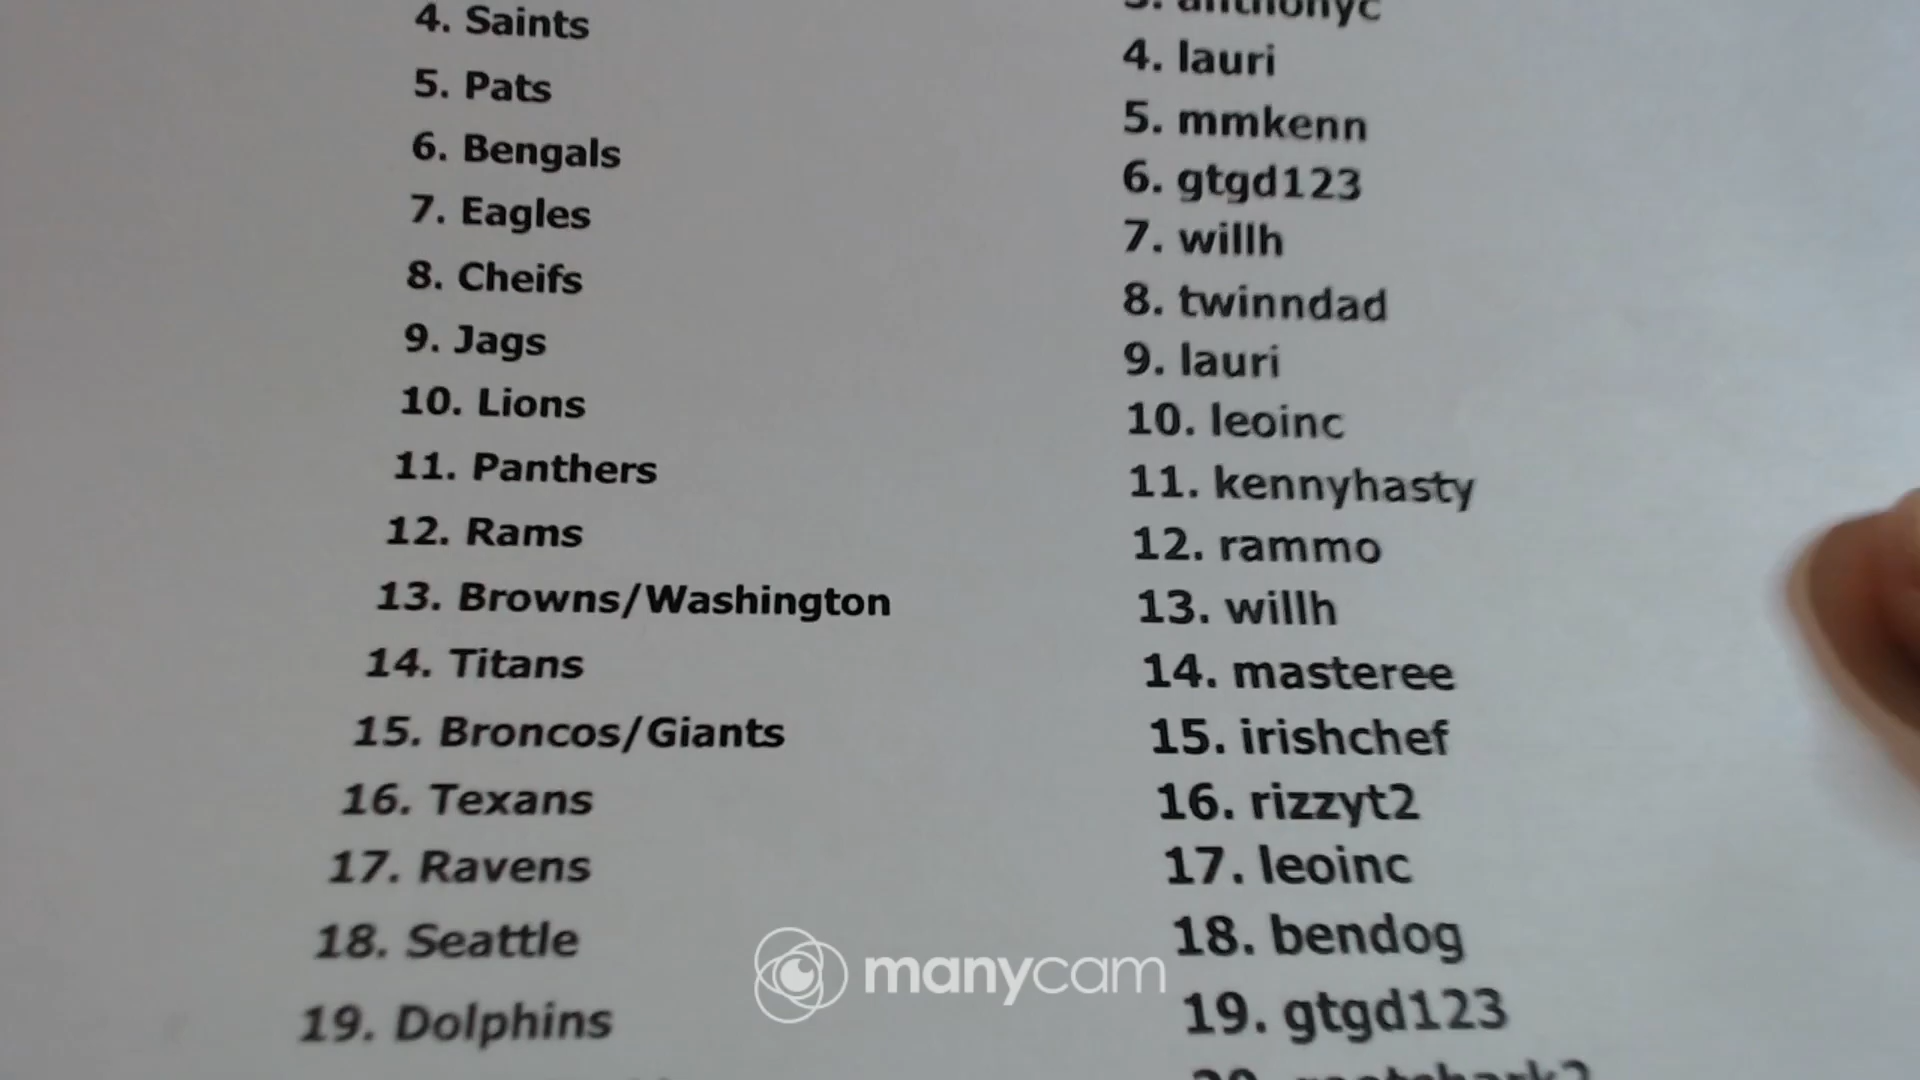 4. Saints
5. Pats
6. Bengals
7. Eagles
8. Cheifs
9. Jags
10. Lions
11. Panthers
12. Rams
13. Browns/Washington
14. Titans
15. Broncos/Giants
16. Texans
17. Ravens
18. Seattle
19. Dolphins
3. anthonyc
4. lauri
5. mmkenn
6. gtgd123
7. willh
8. twinndad
9. lauri
10. leoinc
11. kennyhasty
12. rammo
13. willh
14. masteree
15. irishchef
16. rizzyt2
17. leoinc
18. bendog
19. gtgd123
20.
manycam